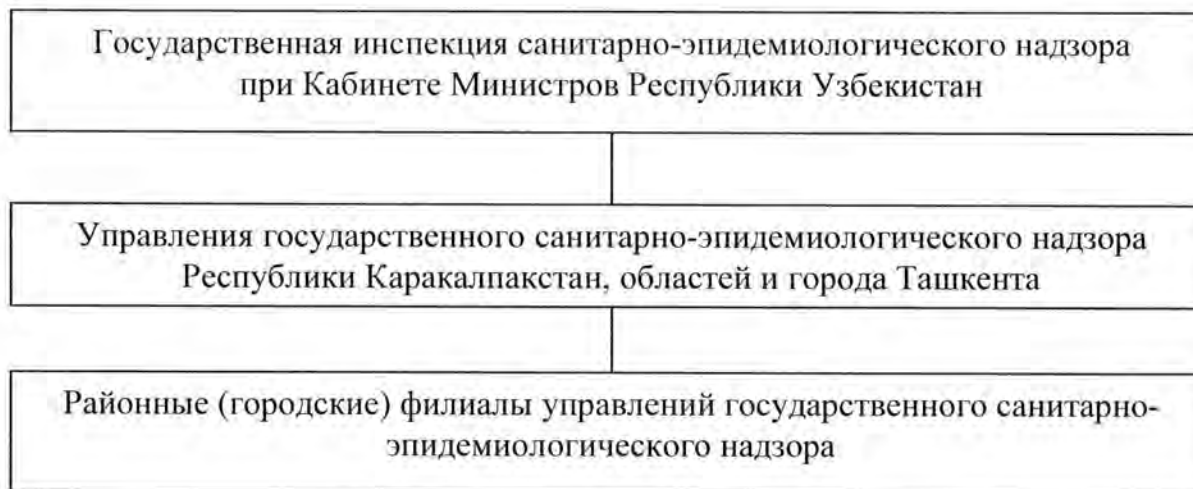 Государственная инспекция санитарно-эпидемиологического надзора
при Кабинете Министров Республики Узбекистан
Управления государственного санитарно-эпидемиологического надзора
Республики Каракалпакстан, областей и города Ташкента
Районные (городские) филиалы управлений государственного санитарно-
эпидемиологического надзора